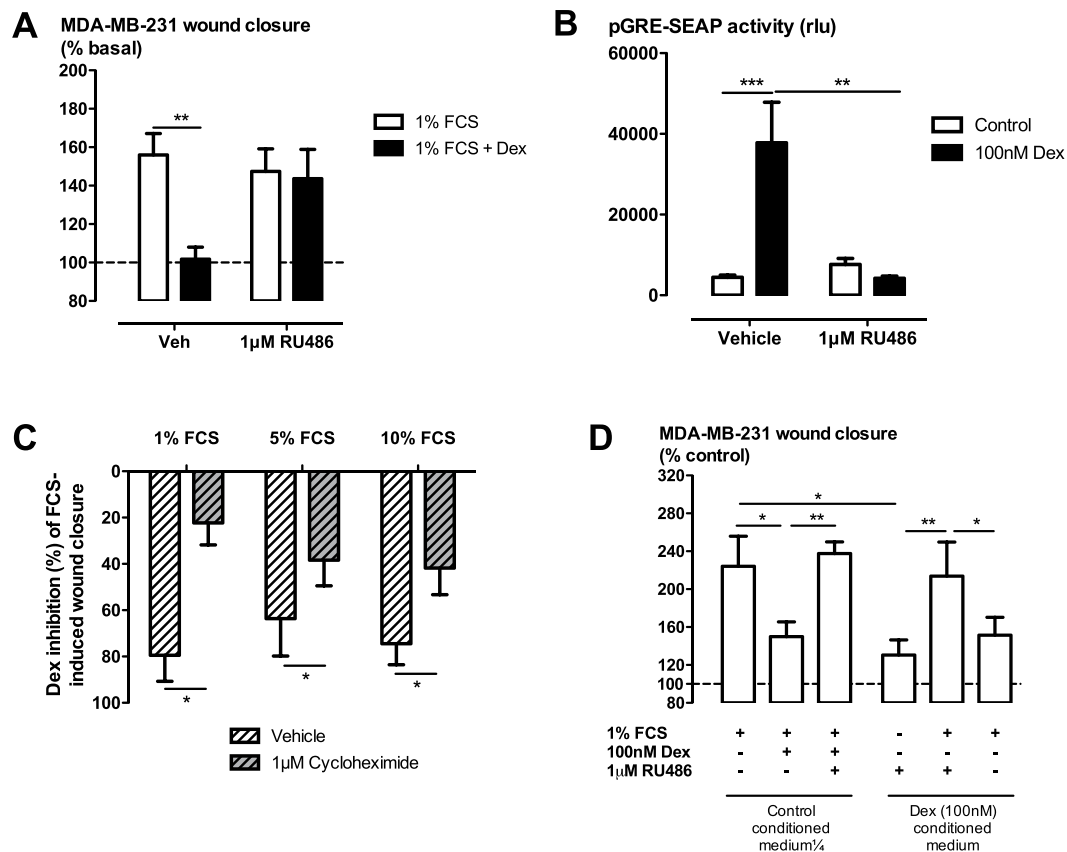 A
MDA-MB-231 wound closure
(% basal)
200
180
160
140
120
100
80
**
1% FCS
1% FCS + Dex
Veh
1µM RU486
B
pGRE-SEAP activity (rlu)
60000
40000
20000
0
***
**
Control
100nM Dex
Vehicle
1µM RU486
C
1% FCS
5% FCS
10% FCS
Dex inhibition (%) of FCS-
induced wound closure
0
20
40
60
80
100
*
*
*
Vehicle
1µM Cycloheximide
D
MDA-MB-231 wound closure
(% control)
320
280
240
200
160
120
100
80
*
* ** ** *
1% FCS + + + - + +
100nM Dex - + + - - -
1µM RU486 - - + + + -
Control
conditioned
medium¼
Dex (100nM)
conditioned
medium